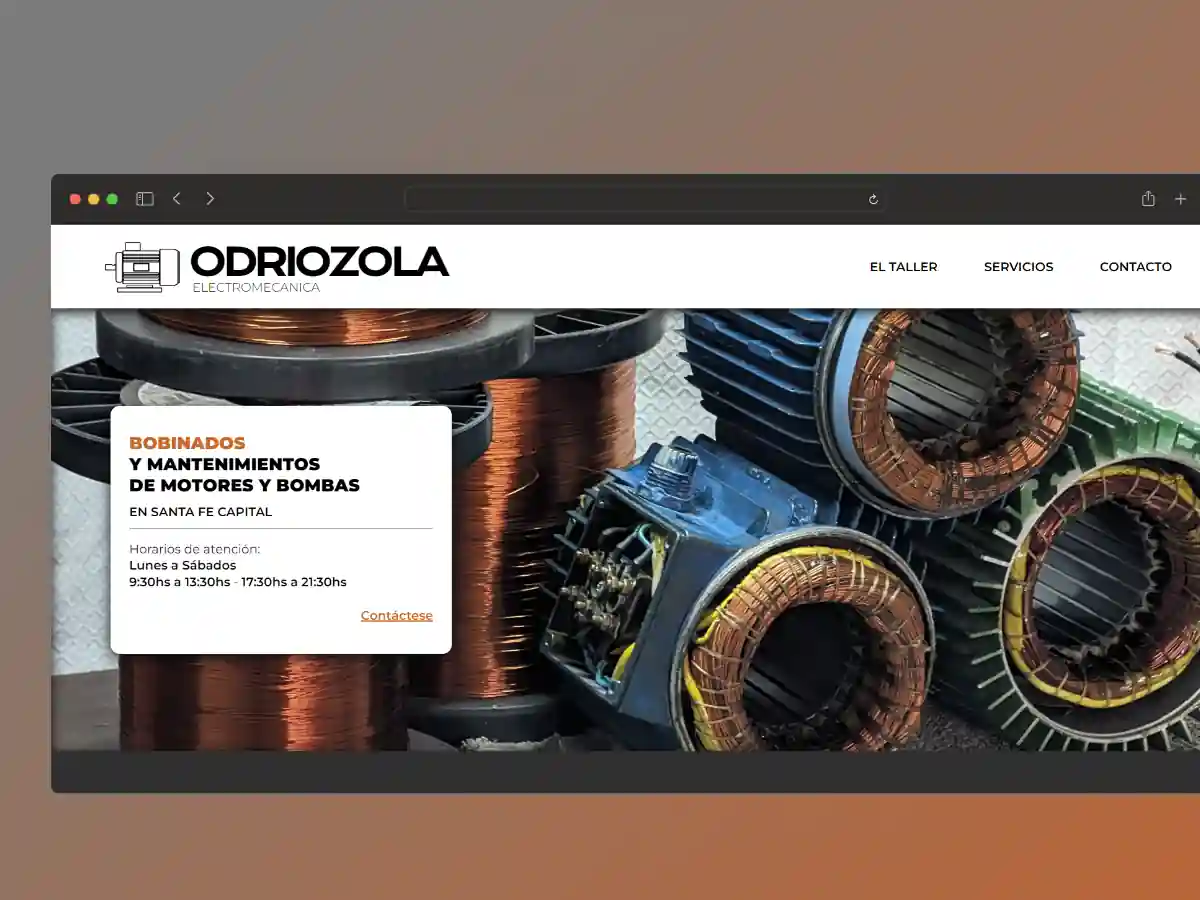 ODRIOZOLA
ELECTROMECANICA
EL TALLER
SERVICIOS
CONTACTO
BOBINADOS
Y MANTENIMIENTOS
DE MOTORES Y BOMBAS
EN SANTA FE CAPITAL
Horarios de atención:
Lunes a Sábados
9:30hs a 13:30hs - 17:30hs a 21:30hs
Contáctese